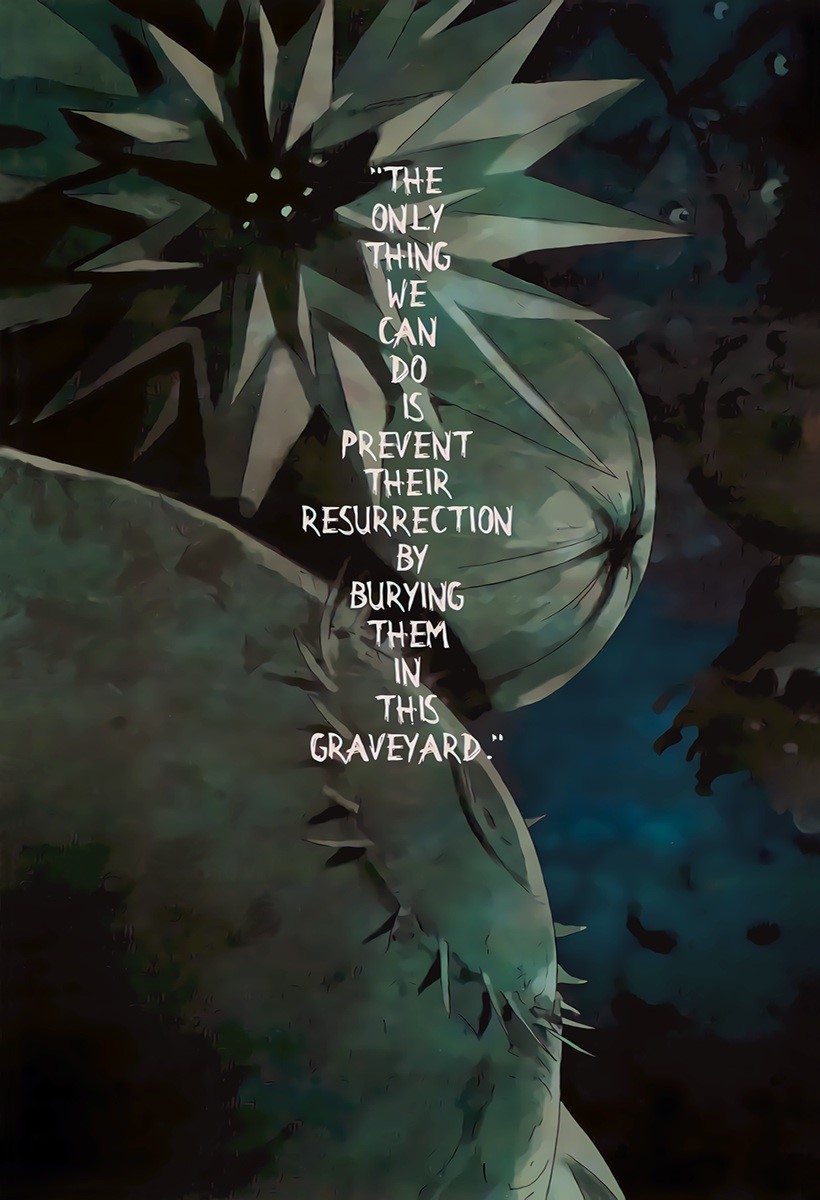 "THE
ONLY
THING
WE
CAN
DO
IS
PREVENT
THEIR
RESURRECTION
BY
BURYING
THEM
IN
THIS
GRAVEYARD."